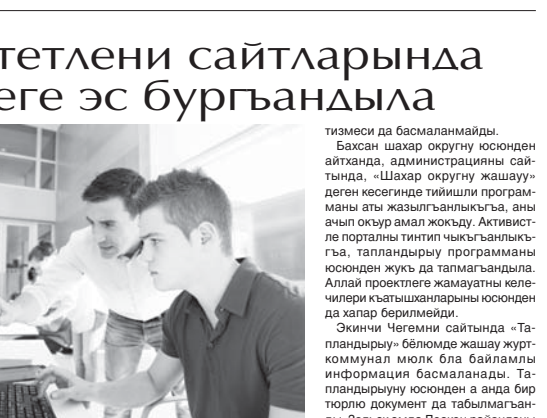 тетлени сайтларында
еге эс бургъандыла
тизмеси да басмаланмайды.
Бахсан шахар округну юсюнден
айтханда, администрацияны сай-
тында, «Шахар округну жашауу»
деген кесегинде тийишли програм-
маны аты жазылгъанлыкъгъа, аны
ачып окъур амал жокъду. Активист-
ле порталны тинтип чыкъгъанлыкъ-
гъа, тапландырыу программаны
юсюнден жукъ да тапмагъандыла.
Аллай проектлеге жамауатны келе-
чилери къатышханларыны юсюнден
да хапар берилмейди.
Экинчи Чегемни сайтында «Та-
пландырыу» бёлюмде жашау журт-
коммунал мюлк бла байламлы
информация басмаланады. Та-
пландырыуну юсюнден а анда бир
тюрлю документ да табылмагъан-